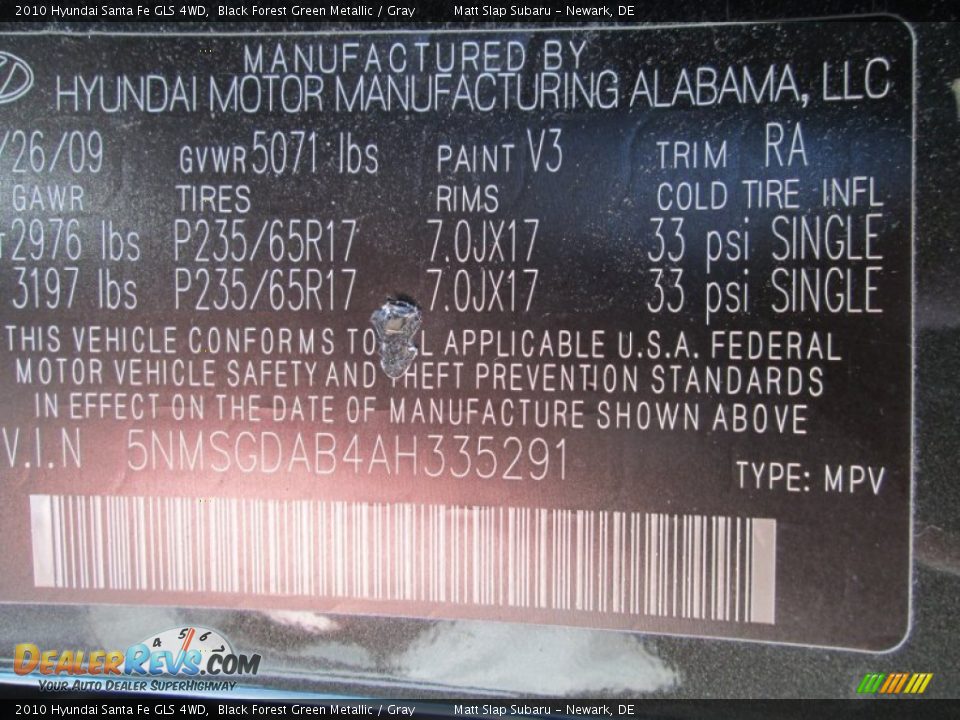 2010 Hyundai Santa Fe GLS 4WD, Black Forest Green Metallic / Gray Matt Slap Subaru - Newark, DE
MANUFACTURED BY
HYUNDAI MOTOR MANUFACTURING ALABAMA, LLC
/26/09 GVWR 5071 lbs PAINT V3 TRIM RA
GAWR TIRES RIMS COLD TIRE INFL
2976 lbs P235/65R17 7.0JX17 33 psi SINGLE
3197 lbs P235/65R17 7.0JX17 33 psi SINGLE
THIS VEHICLE CONFORMS TO L APPLICABLE U.S.A. FEDERAL
MOTOR VEHICLE SAFETY AND THEFT PREVENTION STANDARDS
IN EFFECT ON THE DATE OF MANUFACTURE SHOWN ABOVE
V.I.N 5NMSGDAB4AH335291
TYPE: MPV
4 5 6
DEALERREVS.COM
YOUR AUTO DEALER SUPERHIGHWAY
2010 Hyundai Santa Fe GLS 4WD, Black Forest Green Metallic / Gray Matt Slap Subaru - Newark, DE